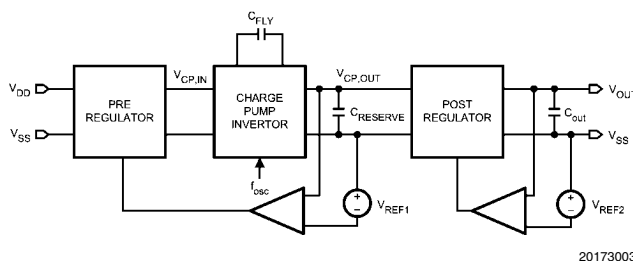 C_FLY
V_DD
PRE
REGULATOR
V_CP,IN
CHARGE
PUMP
INVERTOR
V_CP,OUT
C_RESERVE
POST
REGULATOR
V_OUT
C_out
V_SS
V_SS
f_osc
+
−
V_REF1
+
−
V_REF2
20173003